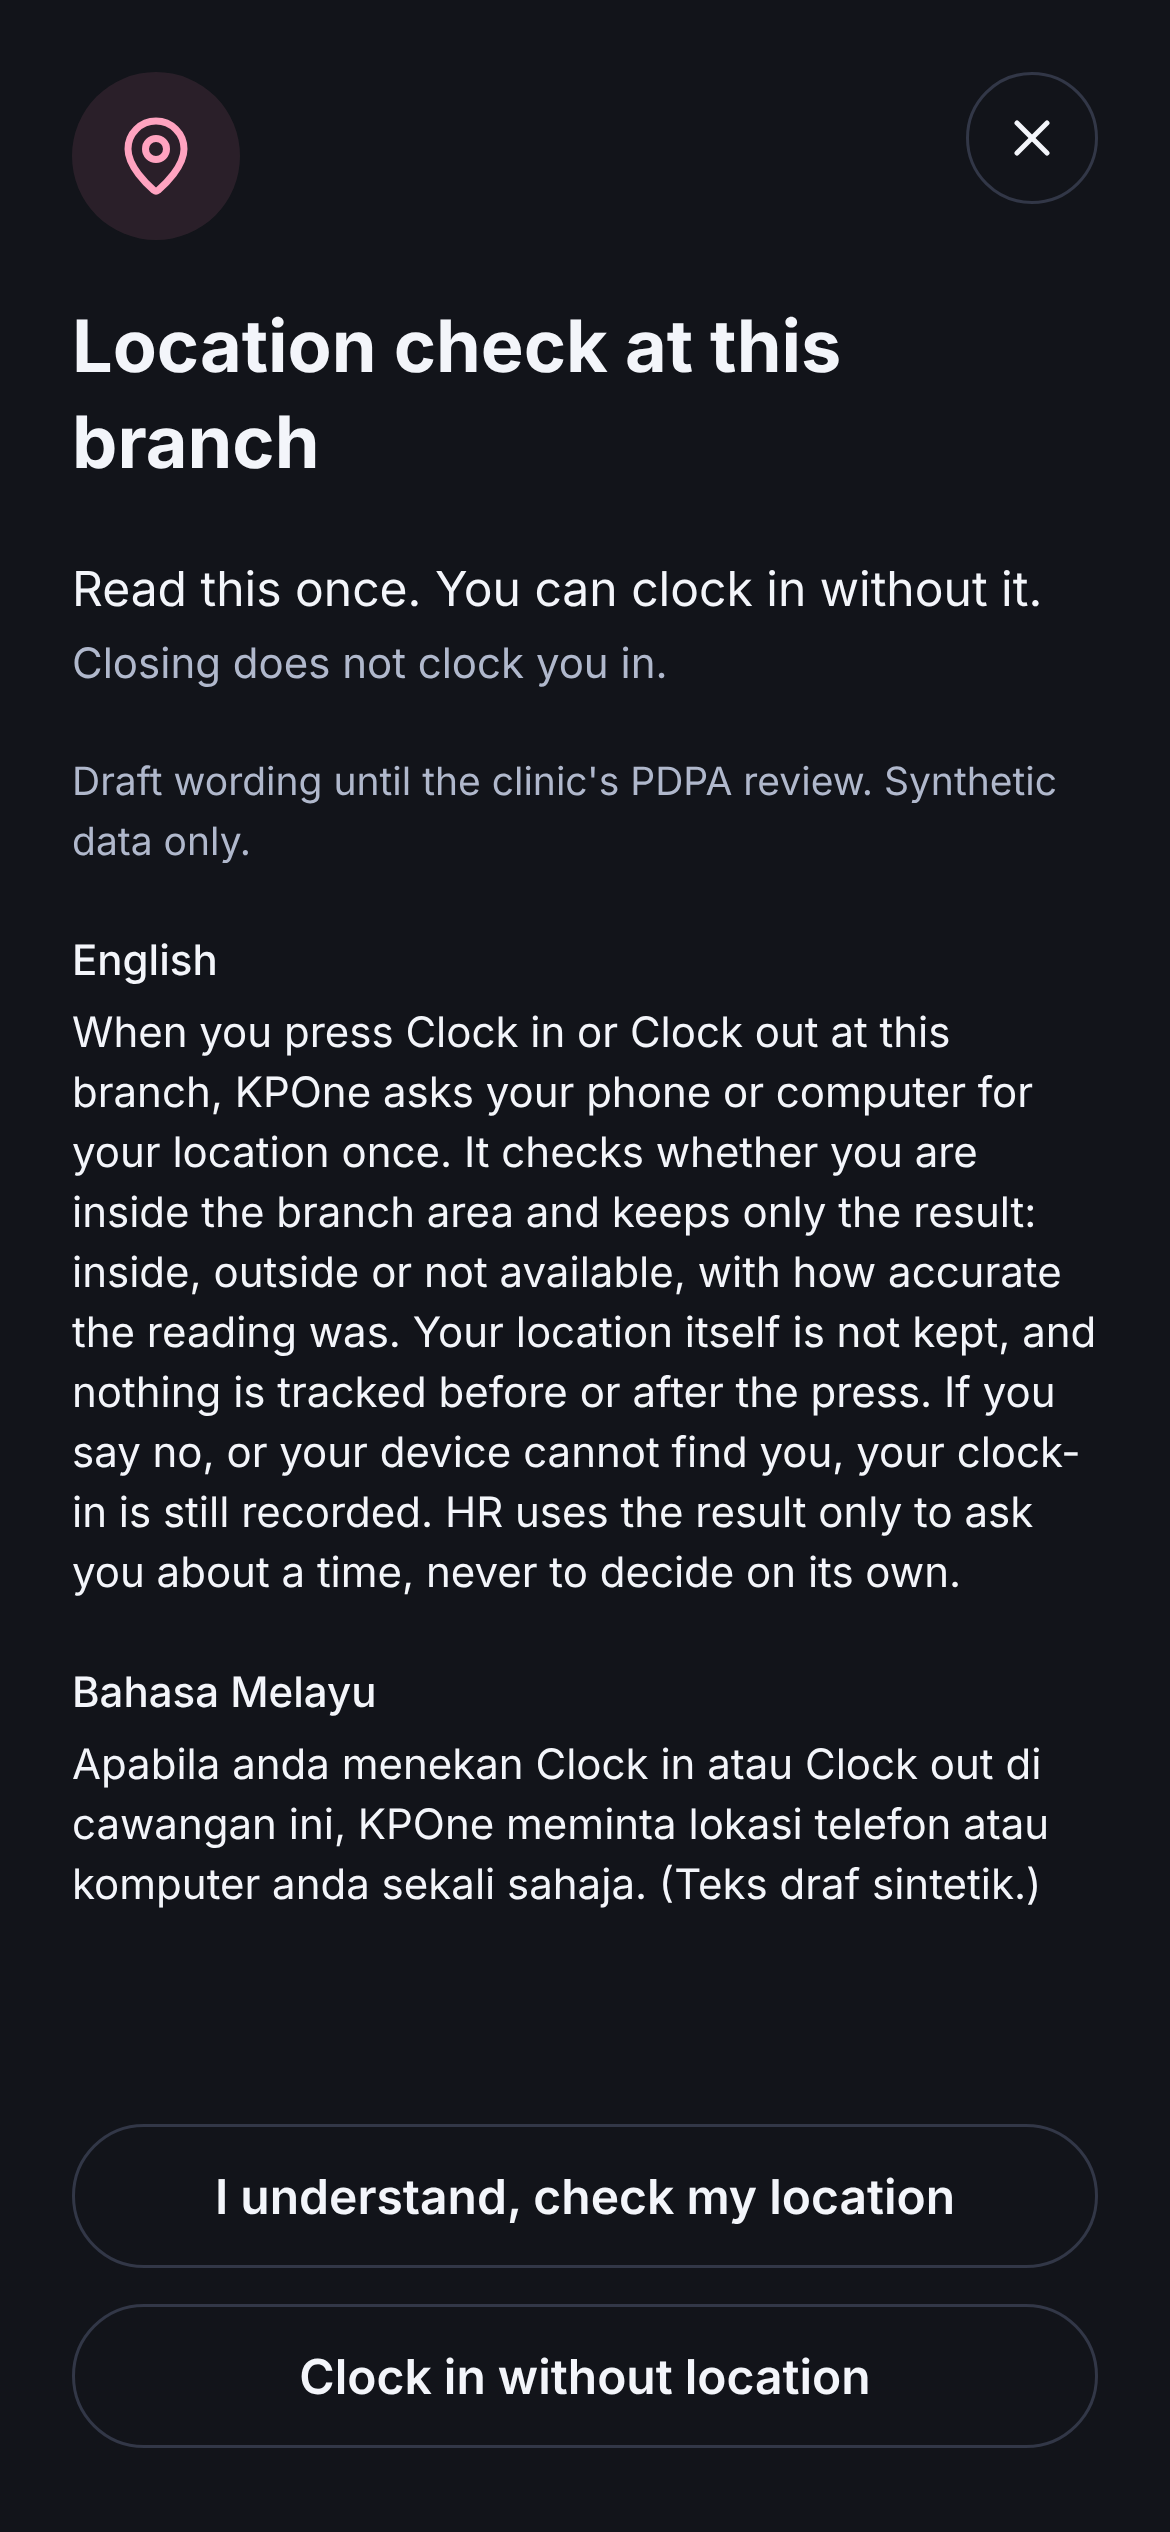 Location check at this
branch
Read this once. You can clock in without it.
Closing does not clock you in.
Draft wording until the clinic's PDPA review. Synthetic
data only.
English
When you press Clock in or Clock out at this
branch, KPOne asks your phone or computer for
your location once. It checks whether you are
inside the branch area and keeps only the result:
inside, outside or not available, with how accurate
the reading was. Your location itself is not kept, and
nothing is tracked before or after the press. If you
say no, or your device cannot find you, your clock-
in is still recorded. HR uses the result only to ask
you about a time, never to decide on its own.
Bahasa Melayu
Apabila anda menekan Clock in atau Clock out di
cawangan ini, KPOne meminta lokasi telefon atau
komputer anda sekali sahaja. (Teks draf sintetik.)
I understand, check my location
Clock in without location